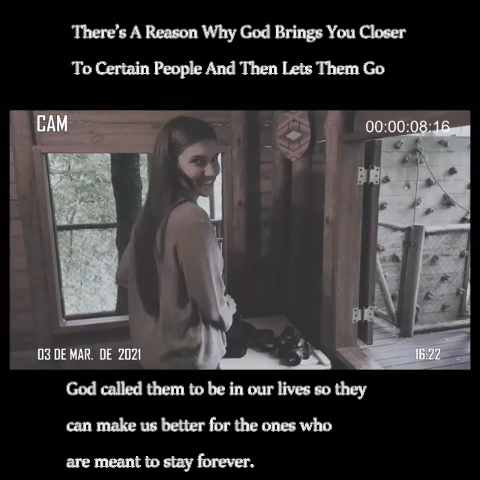 There's A Reason Why God Brings You Closer
To Certain People And Then Lets Them Go
CAM
00:00:08:16
03 DE MAR. DE 2021
16:22
God called them to be in our lives so they
can make us better for the ones who
are meant to stay forever.